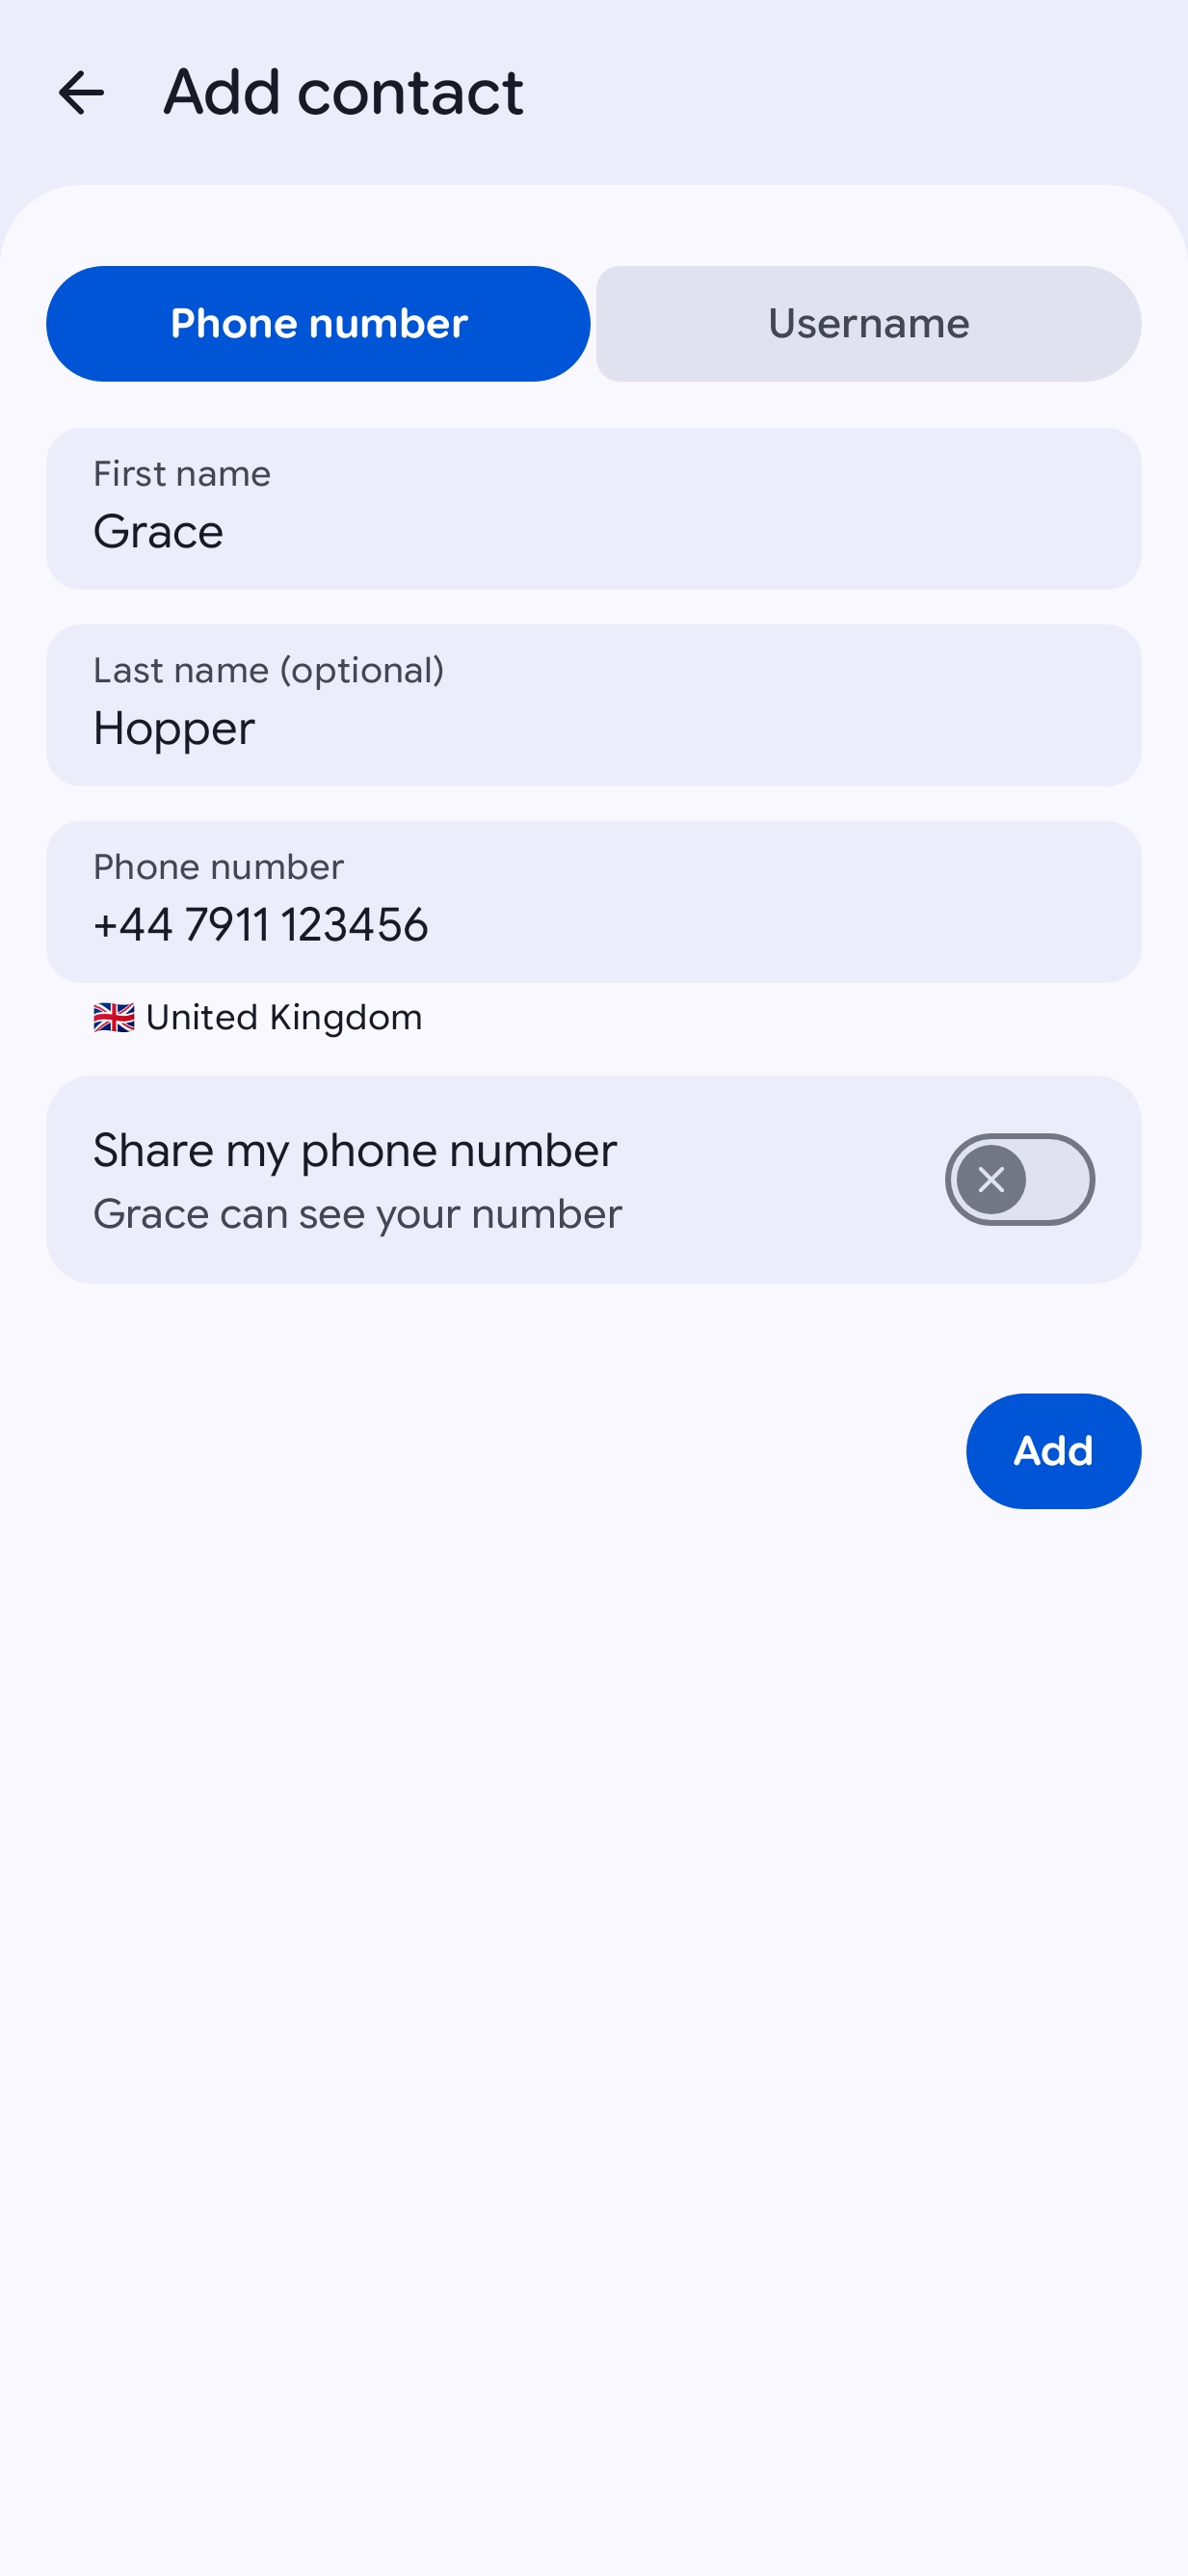 Add contact
Phone number
Username
First name
Grace
Last name (optional)
Hopper
Phone number
+44 7911 123456
🇬🇧 United Kingdom
Share my phone number
Grace can see your number
Add